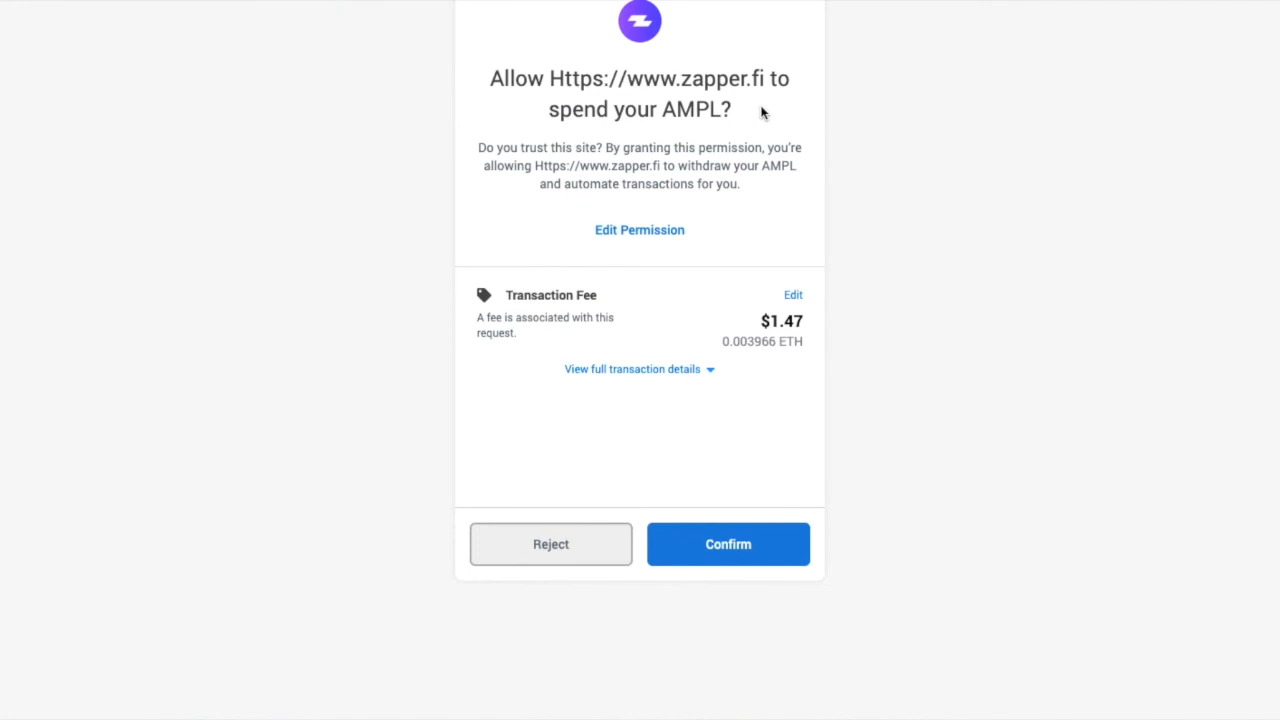 Allow Https://www.zapper.fi to
spend your AMPL?
Do you trust this site? By granting this permission, you're
allowing Https://www.zapper.fi to withdraw your AMPL
and automate transactions for you.
Edit Permission
Transaction Fee
Edit
A fee is associated with this
request.
$1.47
0.003966 ETH
View full transaction details
Reject
Confirm